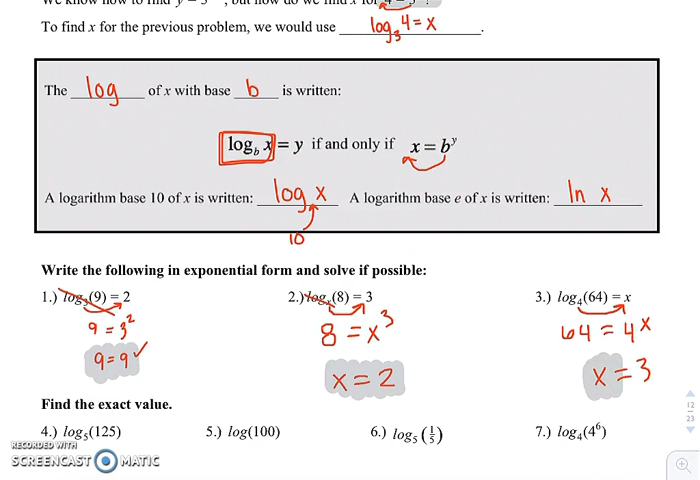 To find x for the previous problem, we would use log₃4=x.
The log of x with base b is written:
log_b x = y if and only if x = b^y
A logarithm base 10 of x is written: log x A logarithm base e of x is written: ln x
10
Write the following in exponential form and solve if possible:
1.) log₃(9) = 2 2.) logₓ(8) = 3 3.) log₄(64) = x
9 = 3² 8 = x³ 64 = 4^x
9=9 ✓ x = 2 x = 3
Find the exact value.
4.) log₅(125) 5.) log(100) 6.) log₅(1/5) 7.) log₄(4⁶)
RECORDED WITH
SCREENCAST MATIC
12
23